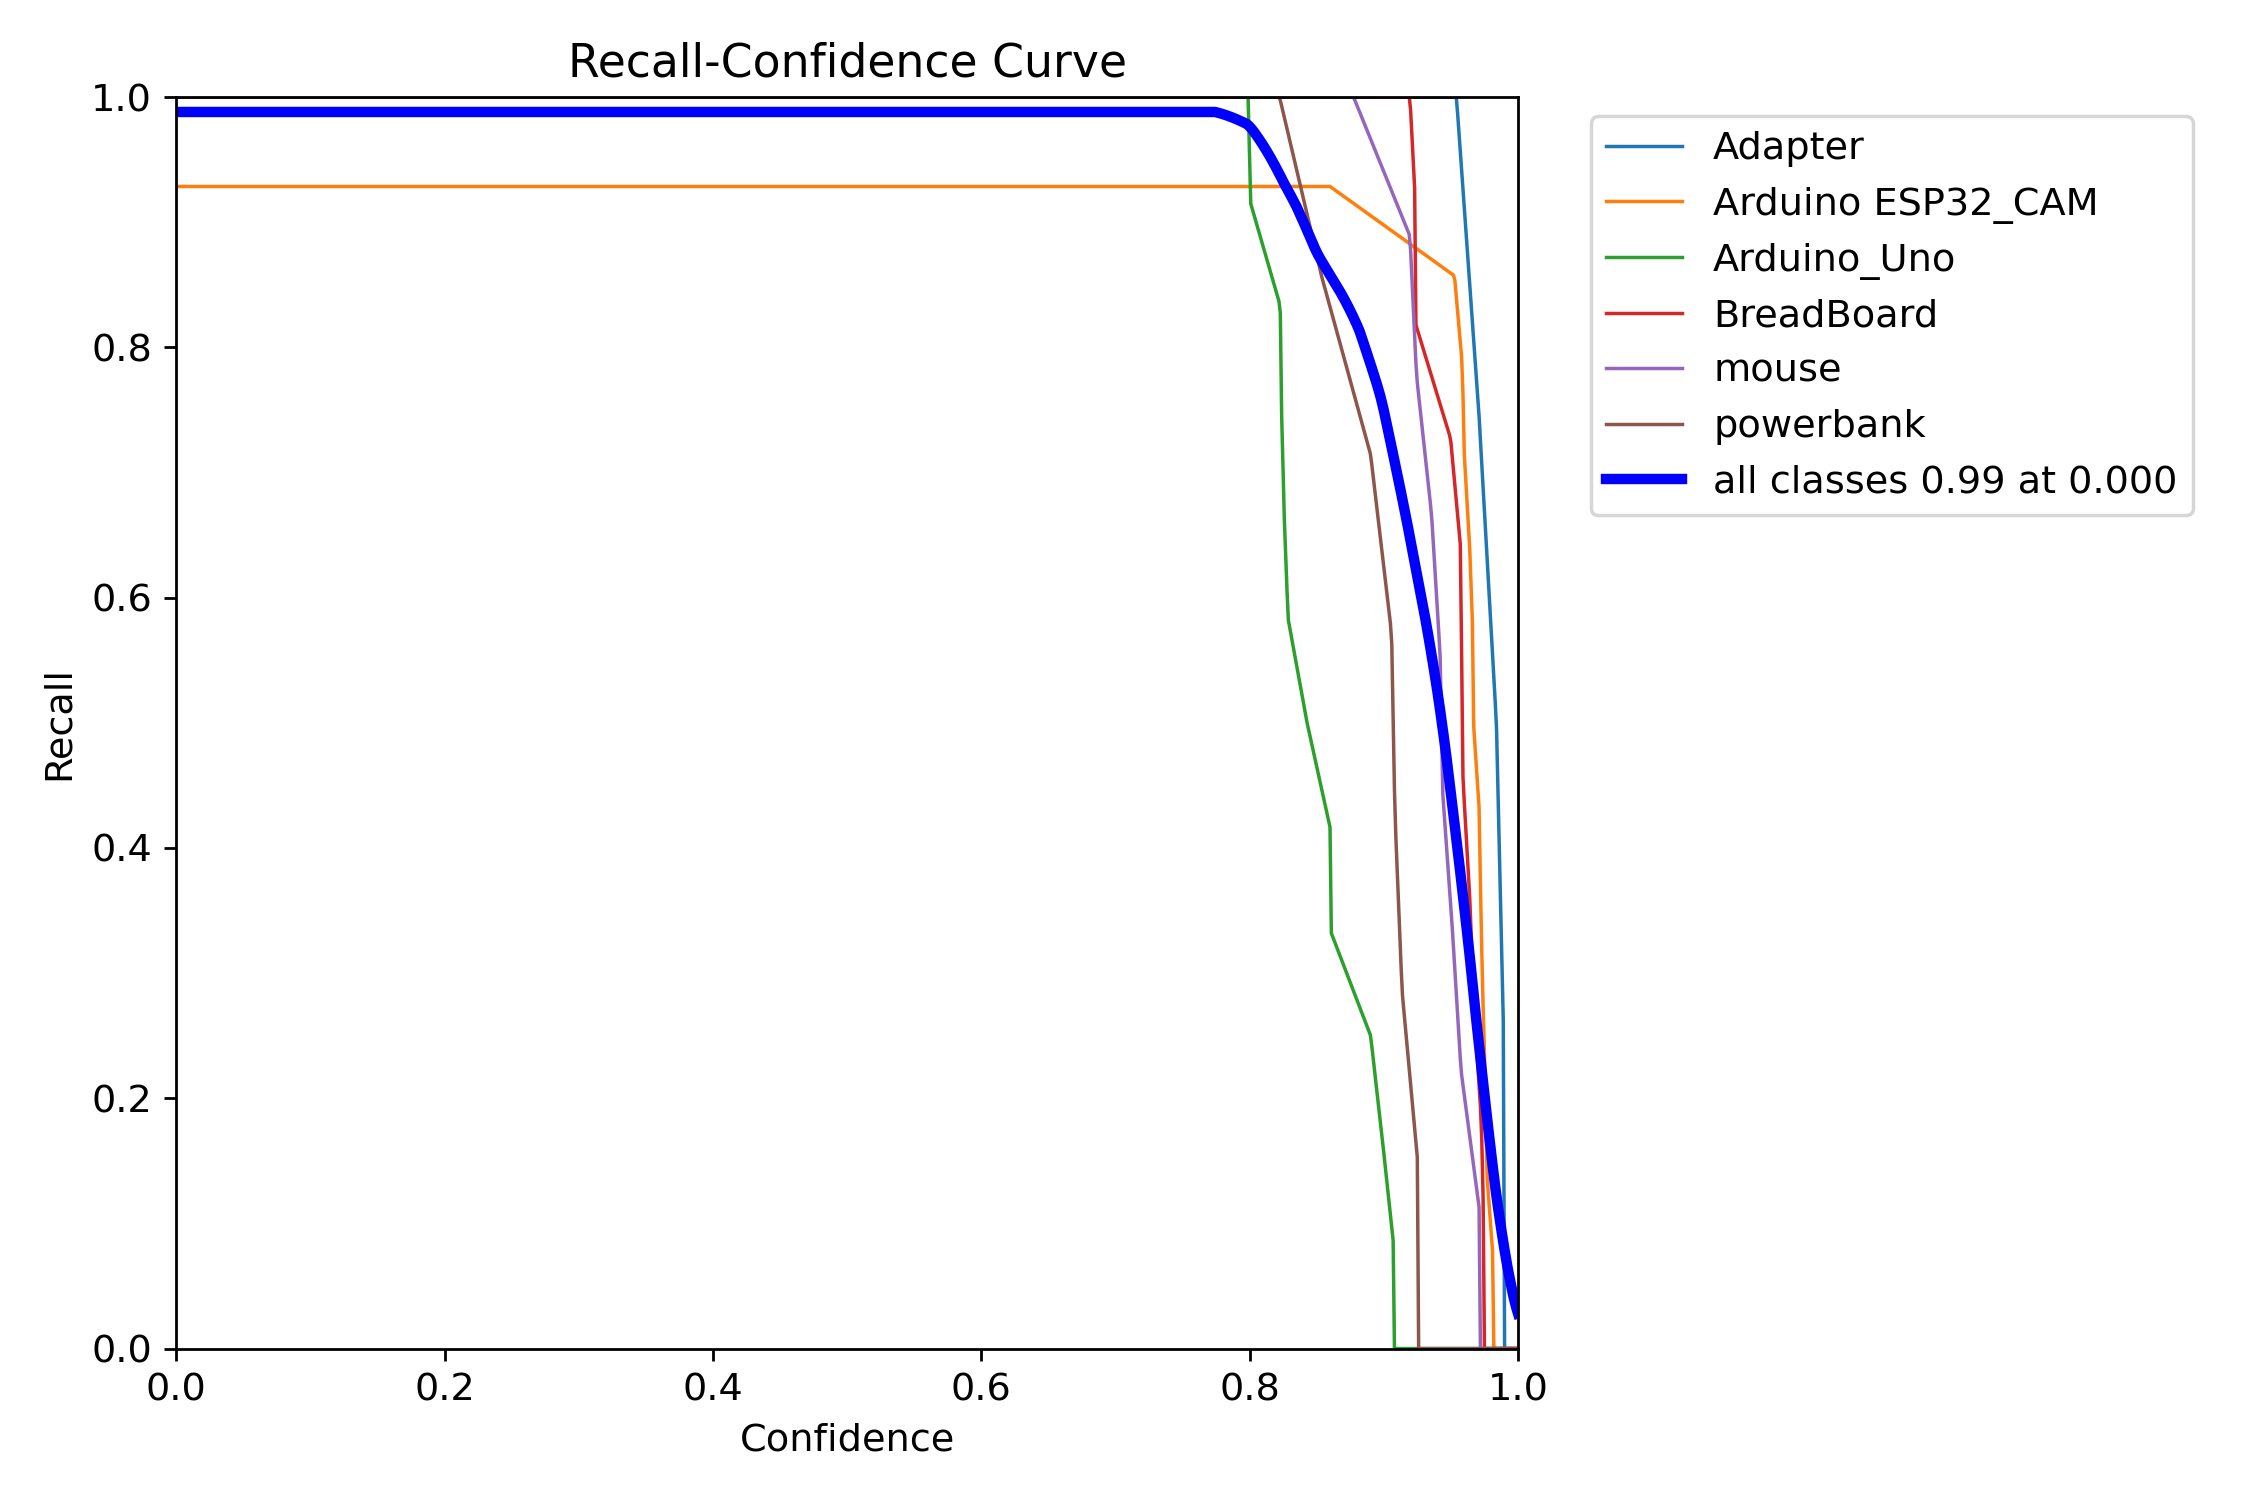 Recall-Confidence Curve
1.0
0.8
0.6
0.4
0.2
0.0
Recall
0.0 0.2 0.4 0.6 0.8 1.0
Confidence
Adapter
Arduino ESP32_CAM
Arduino_Uno
BreadBoard
mouse
powerbank
all classes 0.99 at 0.000